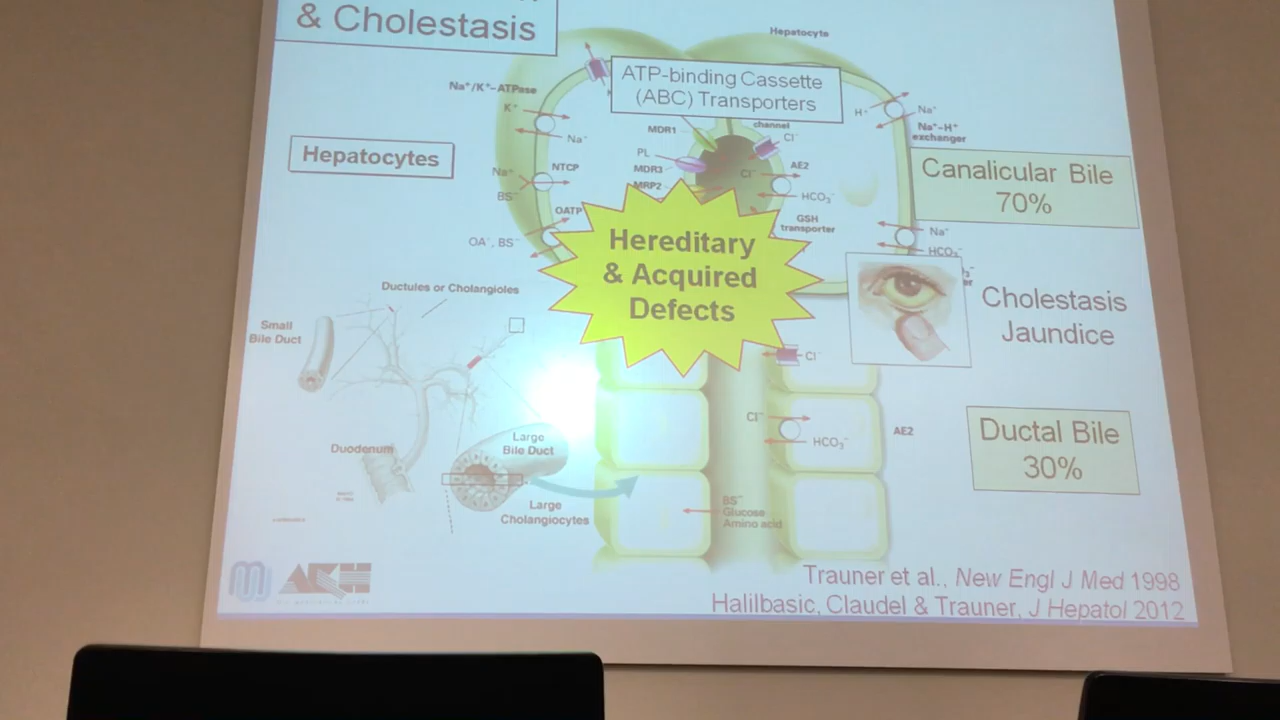 & Cholestasis
Hepatocyte
ATP-binding Cassette
(ABC) Transporters
Na⁺/K⁺-ATPase
K⁺
Na⁺
Hepatocytes
NTCP
Na⁺
BS⁻
OATP
OA⁻, BS⁻
MDR1
PL
MDR3
MRP2
channel
Cl⁻
AE2
Cl⁻
HCO₃⁻
GSH
transporter
H⁺
Na⁺
Na⁺-H⁺
exchanger
Canalicular Bile
70%
Na⁺
HCO₃⁻
Hereditary
& Acquired
Defects
Cholestasis
Jaundice
Ductules or Cholangioles
Small
Bile Duct
Duodenum
Large
Bile Duct
Large
Cholangiocytes
Cl⁻
Cl⁻
HCO₃⁻
AE2
BS⁻
Glucose
Amino acid
Ductal Bile
30%
AKH
Trauner et al., New Engl J Med 1998
Halilbasic, Claudel & Trauner, J Hepatol 2012